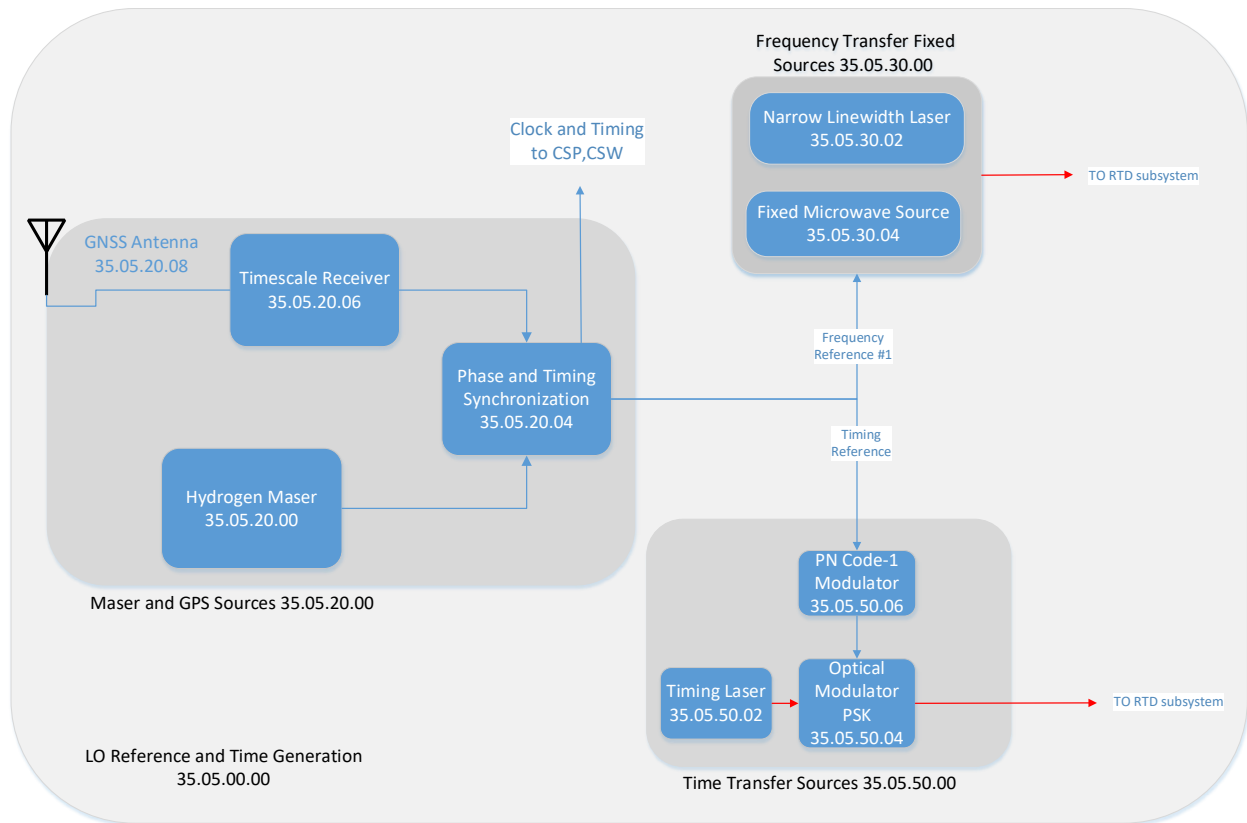 Frequency Transfer Fixed
Sources 35.05.30.00
Narrow Linewidth Laser
35.05.30.02
Fixed Microwave Source
35.05.30.04
TO RTD subsystem
Clock and Timing
to CSP,CSW
GNSS Antenna
35.05.20.08
Timescale Receiver
35.05.20.06
Phase and Timing
Synchronization
35.05.20.04
Hydrogen Maser
35.05.20.00
Maser and GPS Sources 35.05.20.00
Frequency
Reference #1
Timing
Reference
PN Code-1
Modulator
35.05.50.06
Timing Laser
35.05.50.02
Optical
Modulator
PSK
35.05.50.04
TO RTD subsystem
Time Transfer Sources 35.05.50.00
LO Reference and Time Generation
35.05.00.00